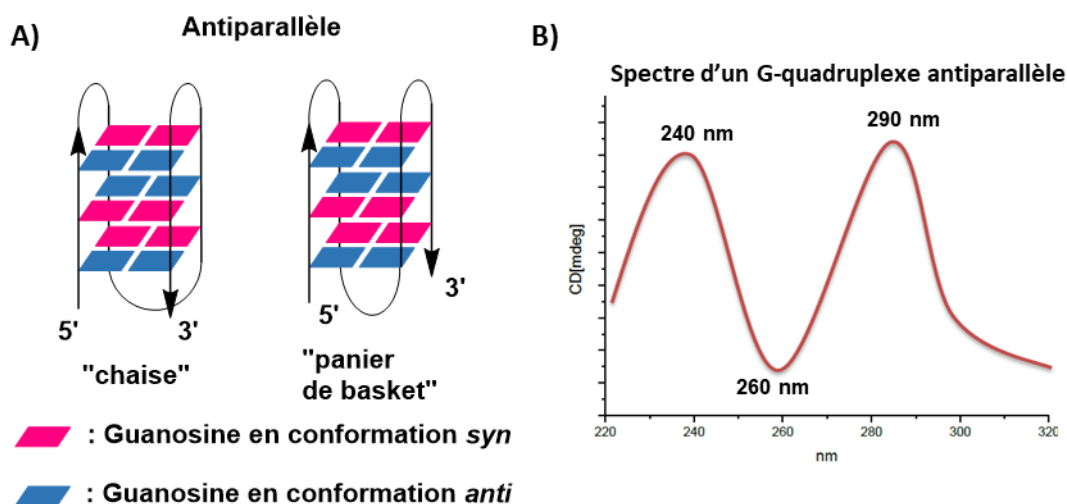 A)
Antiparallèle
5'
3'
"chaise"
5'
3'
"panier
de basket"
: Guanosine en conformation syn
: Guanosine en conformation anti
B)
Spectre d'un G-quadruplexe antiparallèle
240 nm
290 nm
260 nm
CD[mdeg]
220 240 260 280 300 320
nm